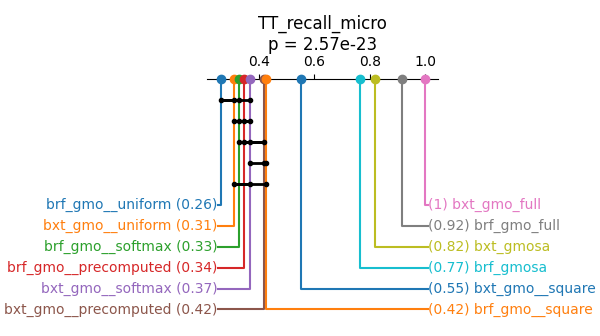 TT_recall_micro
p = 2.57e-23
0.4 0.6 0.8 1.0
brf_gmo__uniform (0.26) (1) bxt_gmo_full
bxt_gmo__uniform (0.31) (0.92) brf_gmo_full
brf_gmo__softmax (0.33) (0.82) bxt_gmosa
brf_gmo__precomputed (0.34) (0.77) brf_gmosa
bxt_gmo__softmax (0.37) (0.55) bxt_gmo__square
bxt_gmo__precomputed (0.42) (0.42) brf_gmo__square